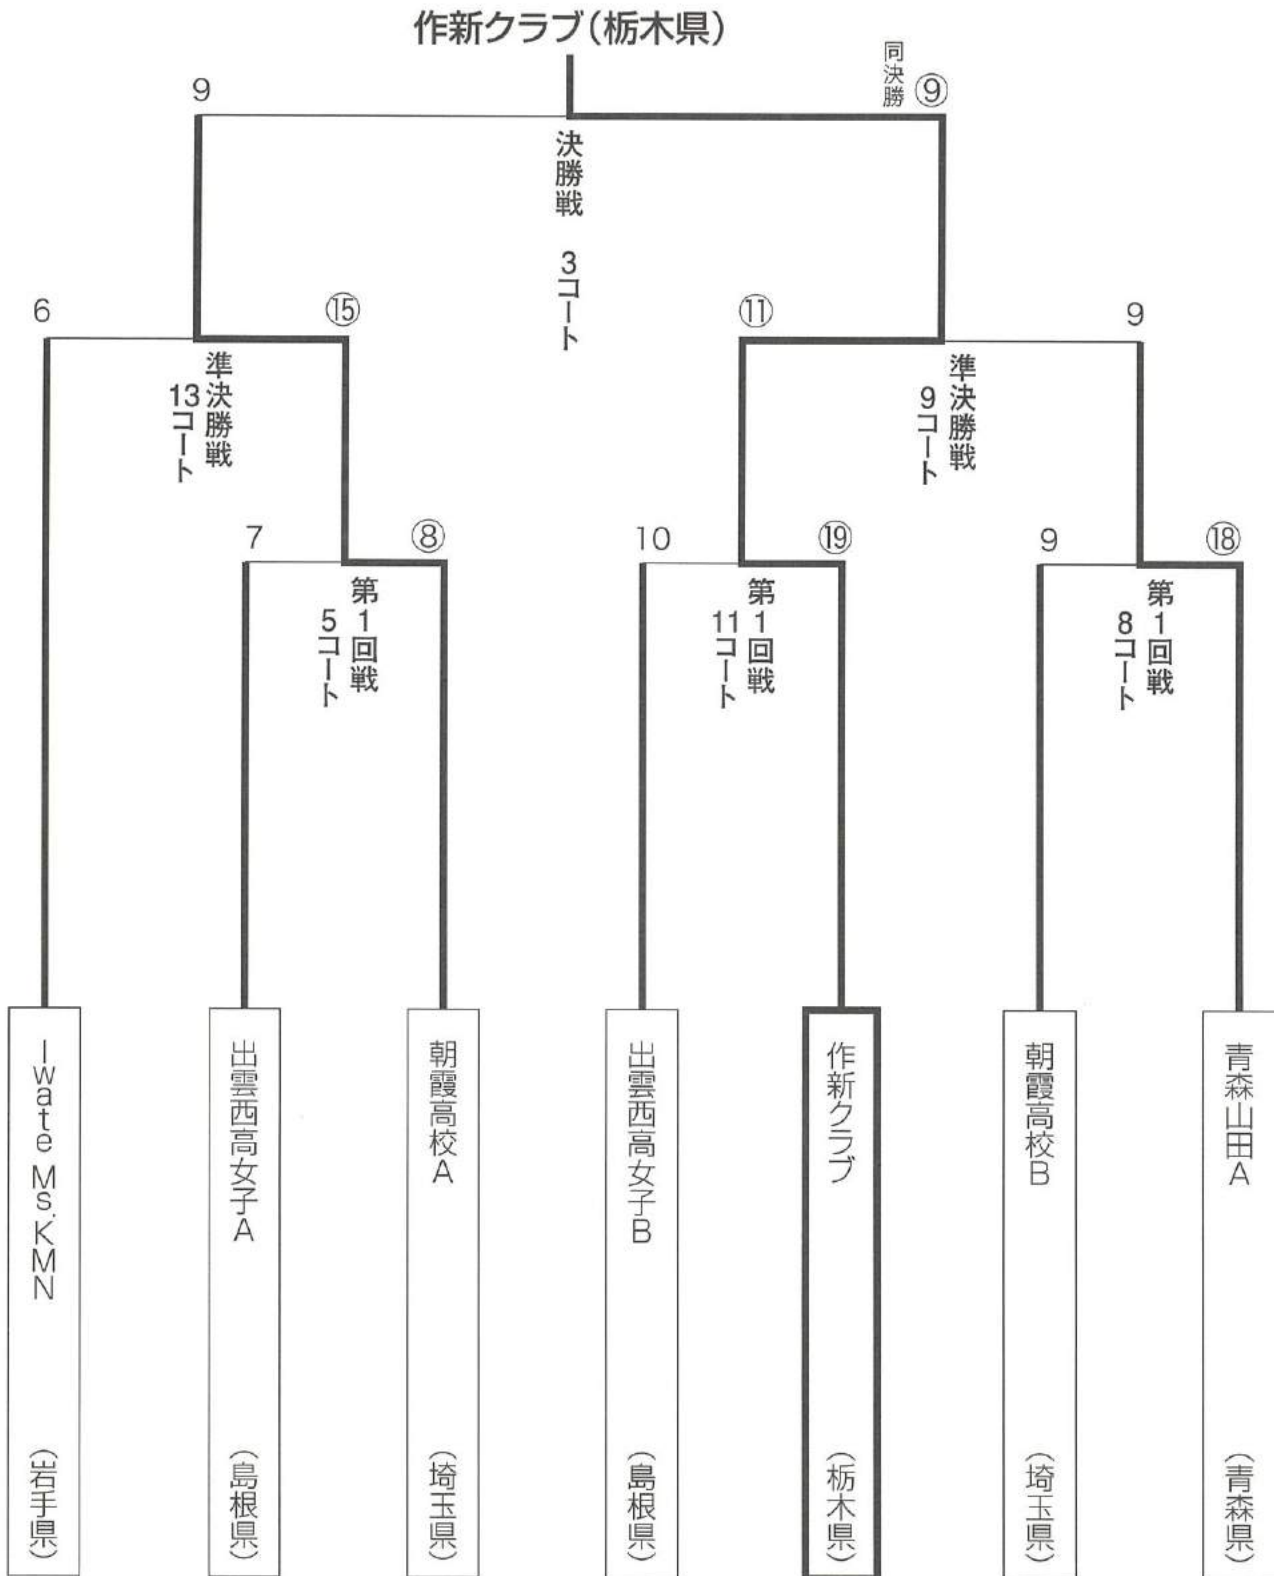 作新クラブ(栃木県)
同決勝
9
⑨
決勝戦 3コート
6
⑮
⑪
9
準決勝戦
13コート
準決勝戦
9コート
7
⑧
10
⑲
9
⑱
第1回戦
5コート
第1回戦
11コート
第1回戦
8コート
Iwate Ms.KMN (岩手県)
出雲西高女子A (島根県)
朝霞高校A (埼玉県)
出雲西高女子B (島根県)
作新クラブ (栃木県)
朝霞高校B (埼玉県)
青森山田A (青森県)